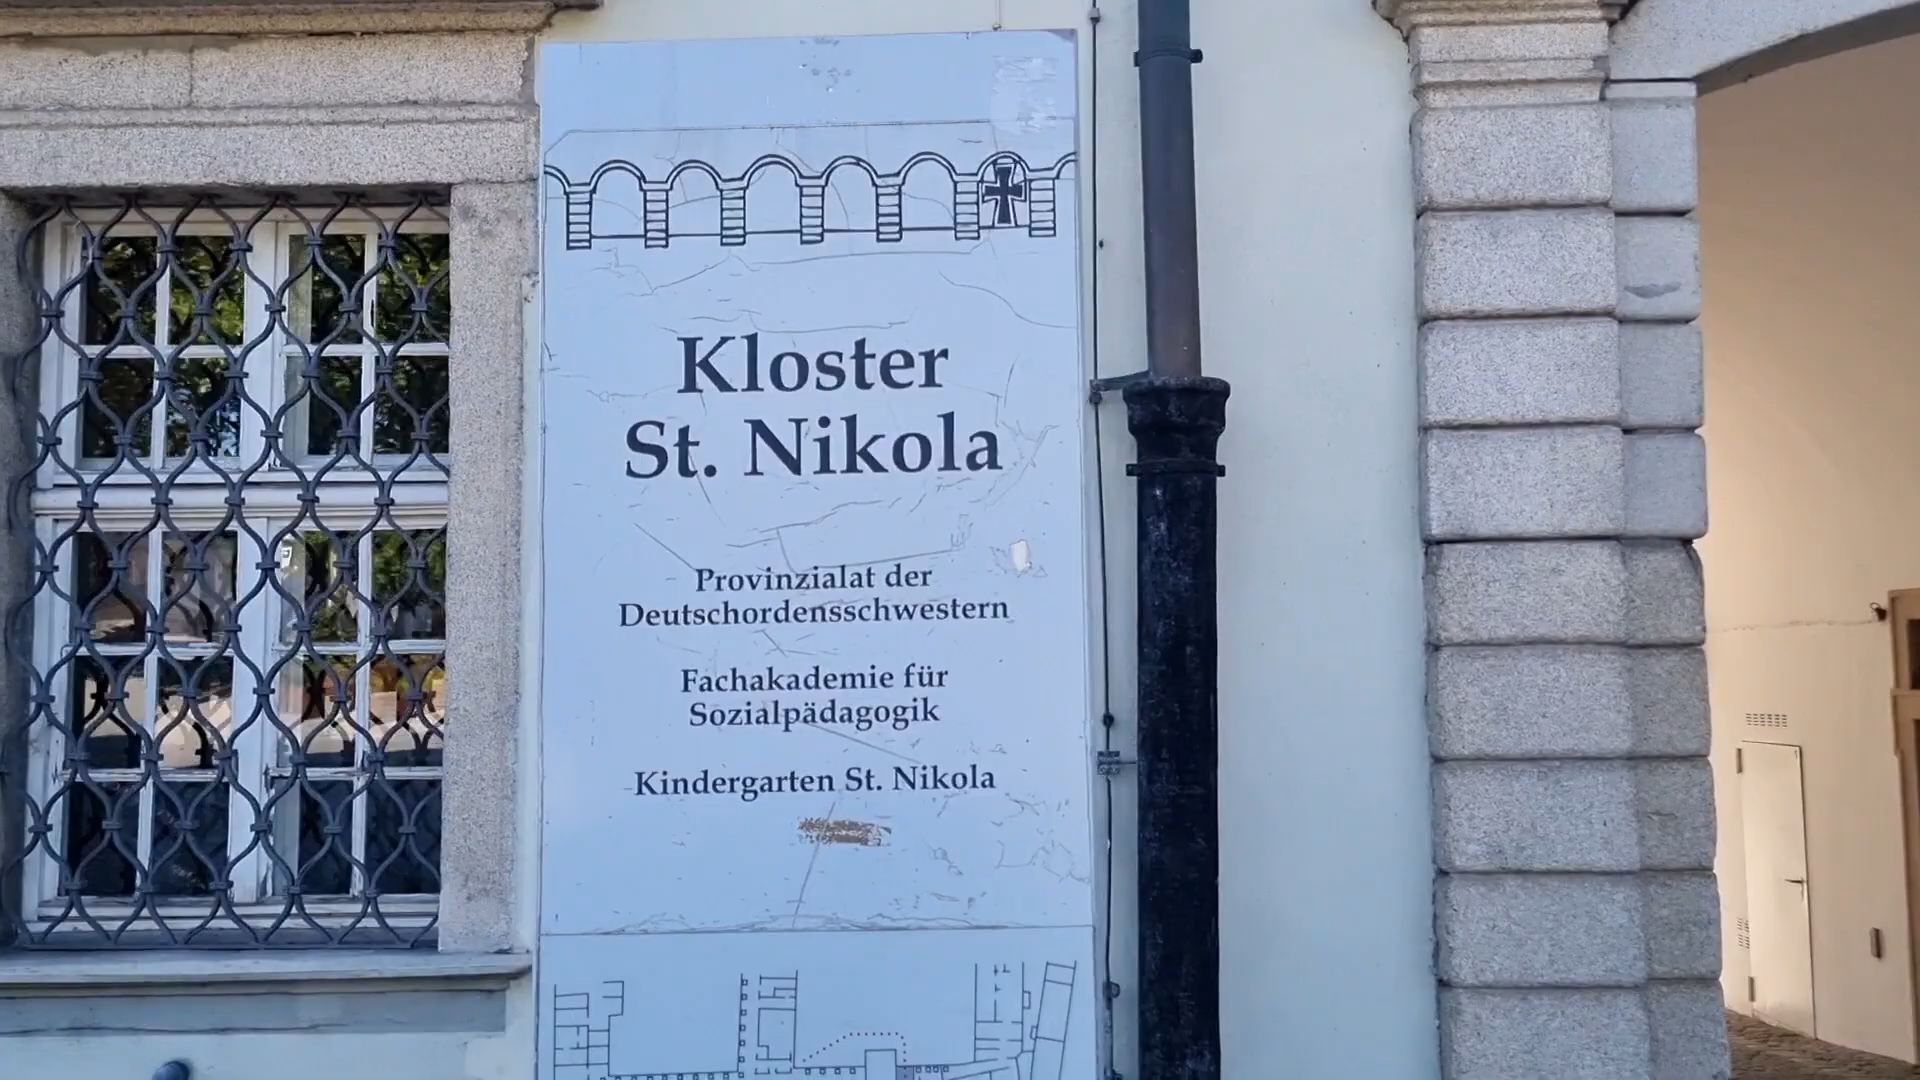 Kloster
St. Nikola
Provinzialat der
Deutschordensschwestern
Fachakademie für
Sozialpädagogik
Kindergarten St. Nikola